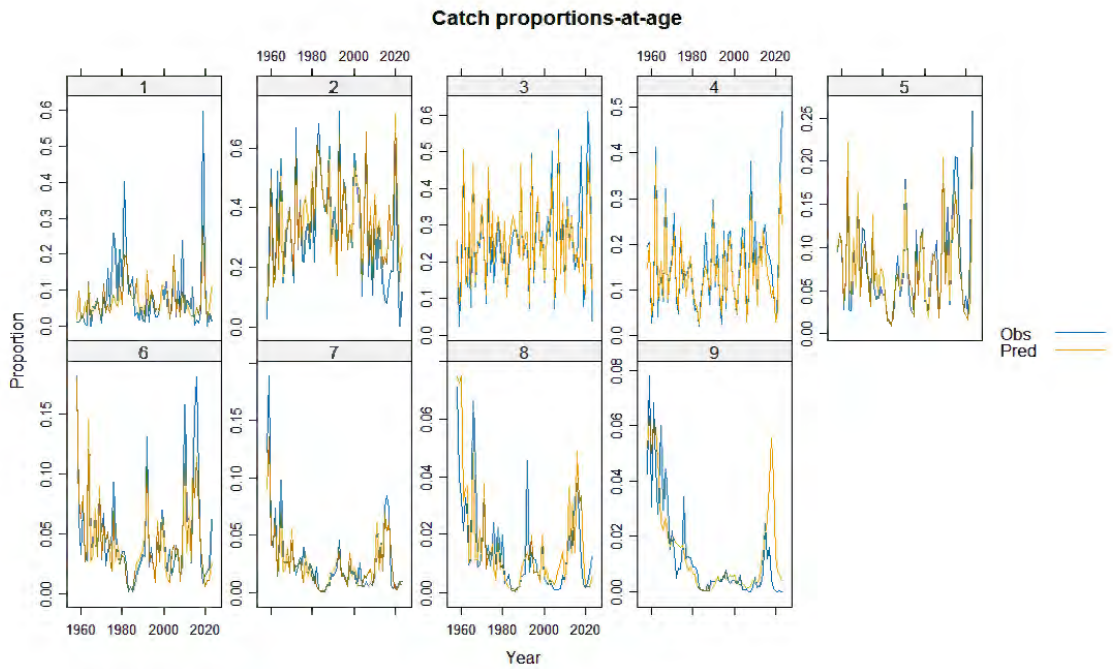 Catch proportions-at-age
1960 1980 2000 2020 1960 1980 2000 2020
1 2 3 4 5
0.0 0.1 0.2 0.3 0.4 0.5 0.6
0.0 0.2 0.4 0.6
0.0 0.1 0.2 0.3 0.4 0.5 0.6
0.0 0.1 0.2 0.3 0.4 0.5
0.00 0.05 0.10 0.15 0.20 0.25
Proportion
Obs
Pred
6 7 8 9
0.00 0.05 0.10 0.15
0.00 0.05 0.10 0.15
0.00 0.02 0.04 0.06
0.00 0.02 0.04 0.06 0.08
1960 1980 2000 2020 1960 1980 2000 2020
Year